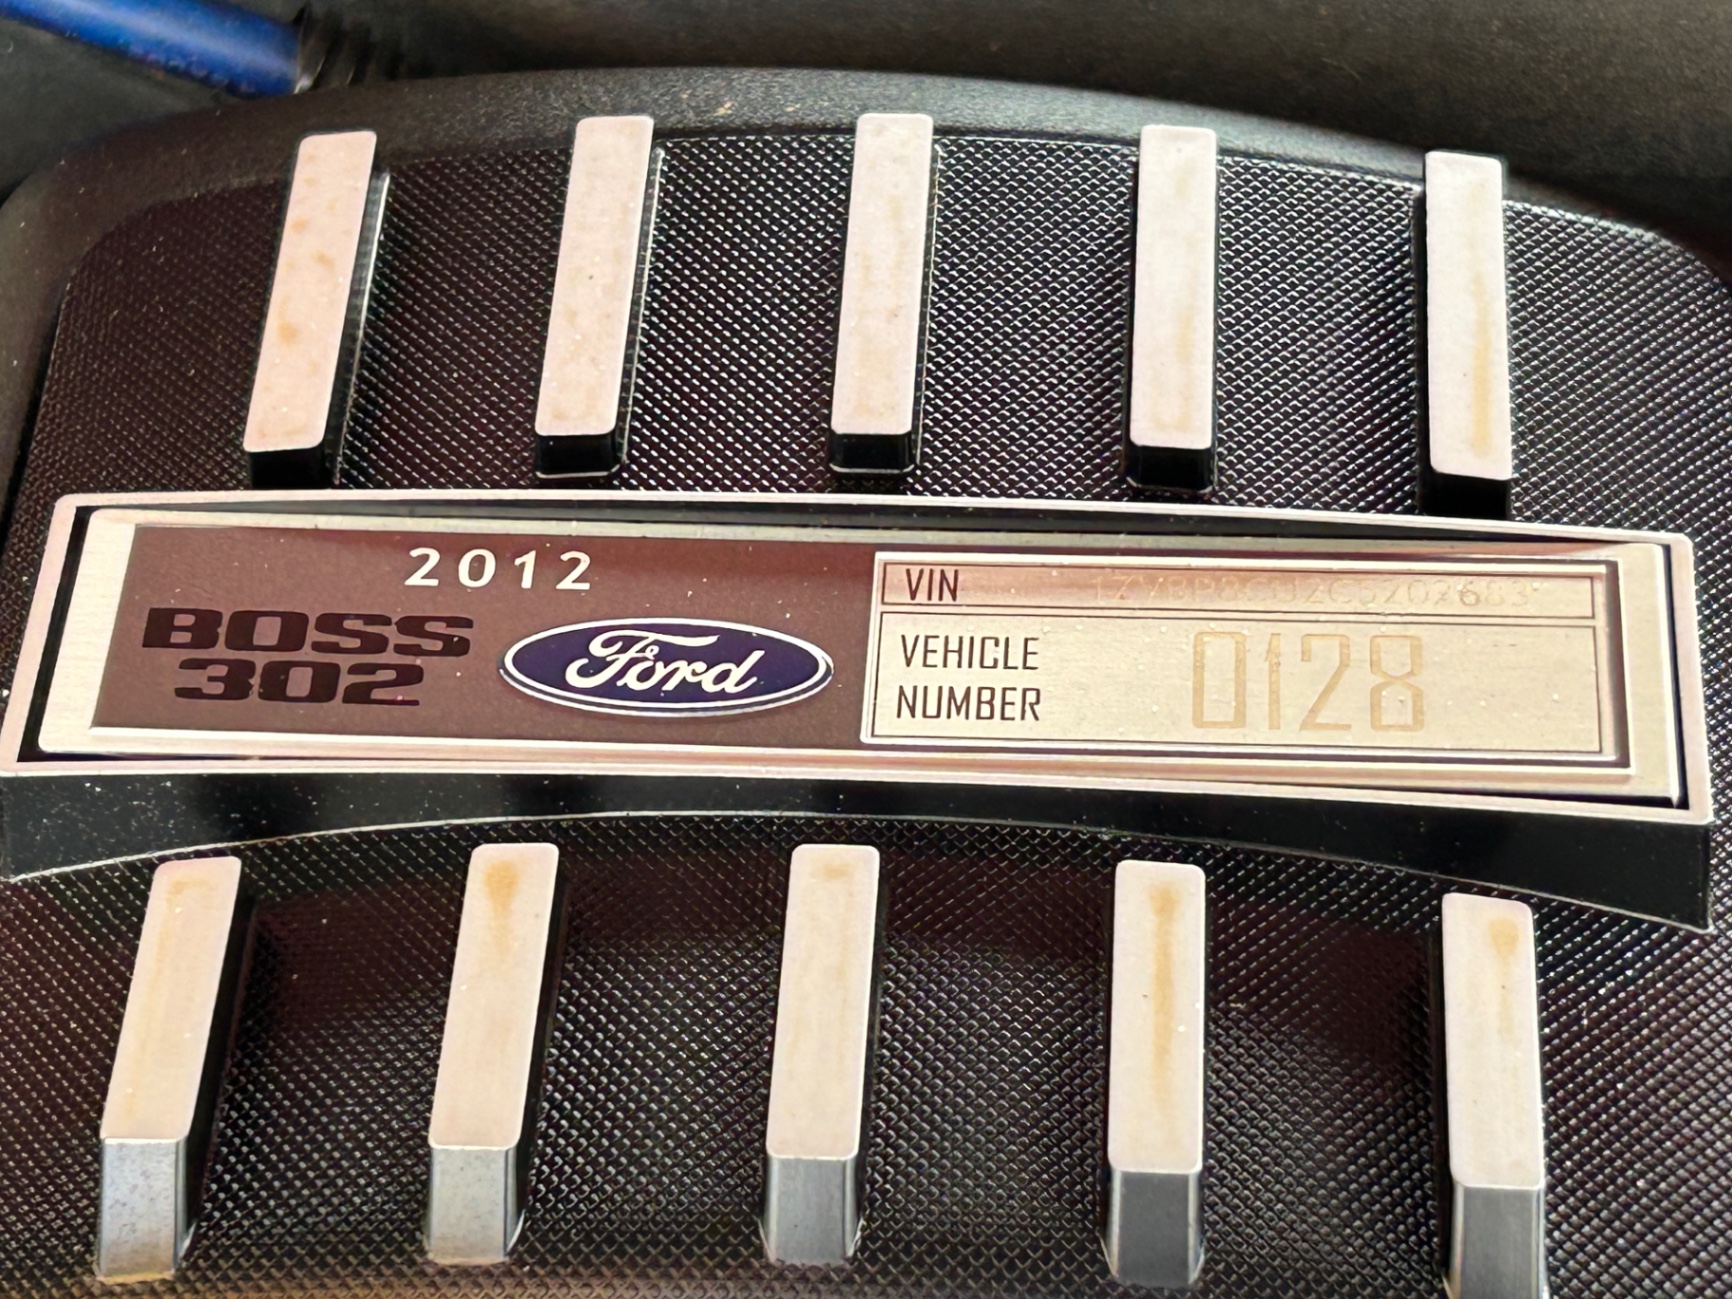 2012
BOSS
302
Ford
VIN
VEHICLE
NUMBER
0128